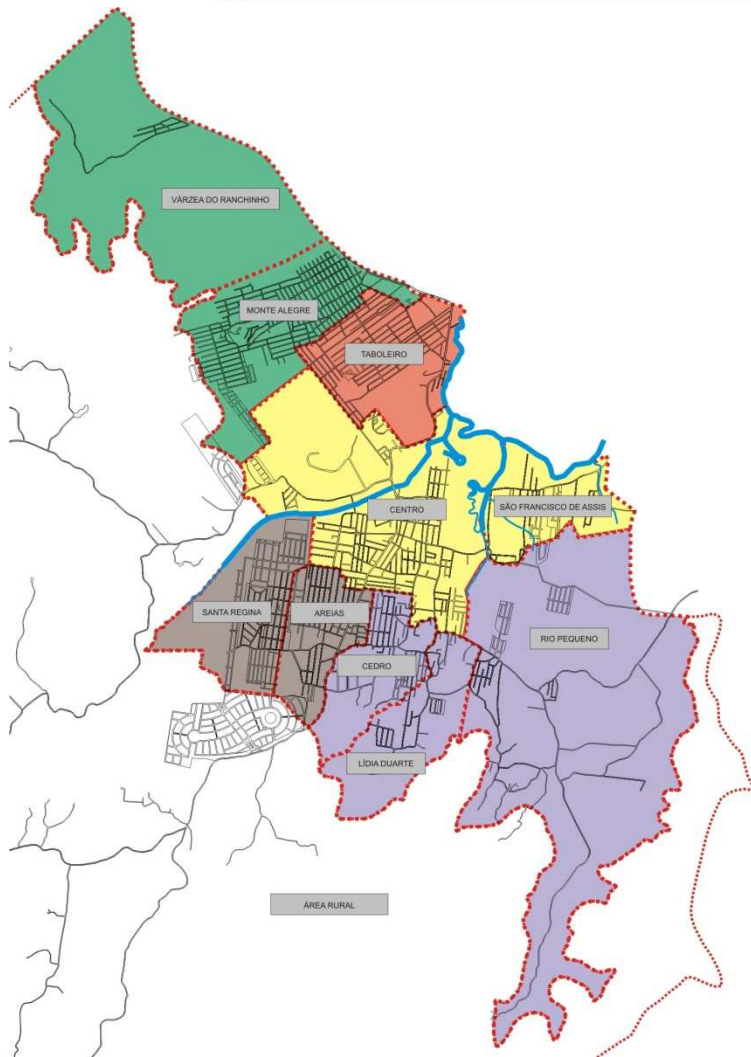 VÁRZEA DO RANCHINHO
MONTE ALEGRE
TABOLEIRO
CENTRO
SÃO FRANCISCO DE ASSIS
SANTA REGINA
AREIAS
RIO PEQUENO
CEDRO
LÍDIA DUARTE
ÁREA RURAL